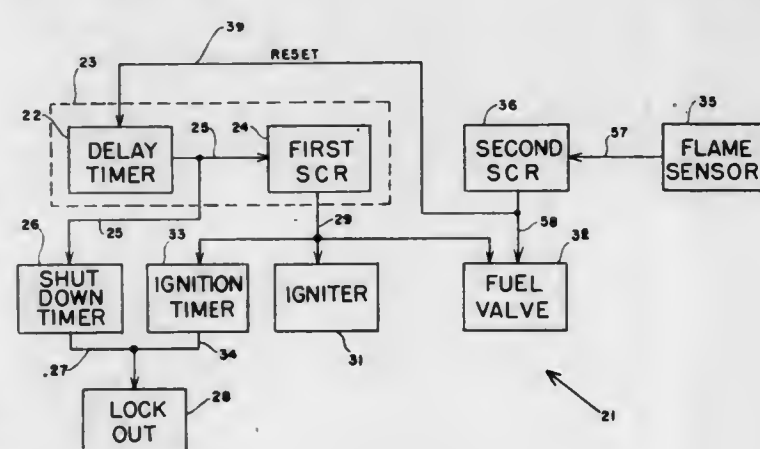 39
RESET
23
22
DELAY
TIMER
25
24
FIRST
SCR
36
SECOND
SCR
57
35
FLAME
SENSOR
25
29
58
26
SHUT
DOWN
TIMER
33
IGNITION
TIMER
IGNITER
31
32
FUEL
VALVE
.27
34
28
LOCK
OUT
21